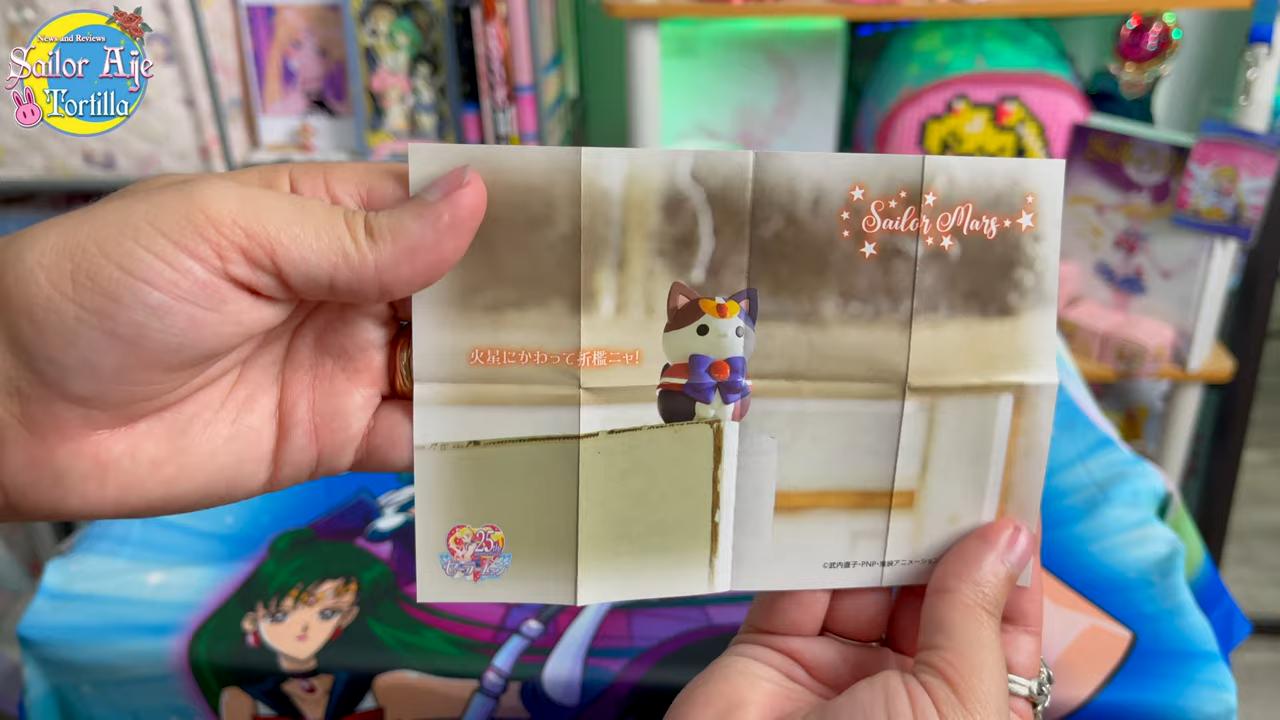 News and Reviews
Sailor Aje
Tortilla
Sailor Mars
火星にかわって折檻ニャ!
25th
©武内直子・PNP・東映アニメーション